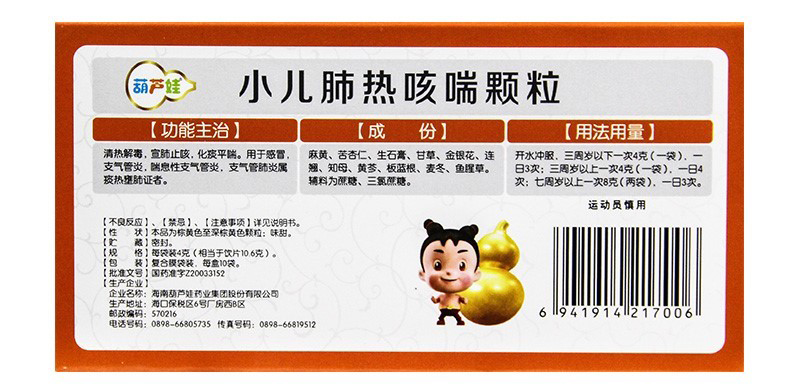 葫芦娃
小儿肺热咳喘颗粒
【功能主治】
清热解毒，宣肺止咳，化痰平喘。用于感冒，
支气管炎，喘息性支气管炎，支气管肺炎属
痰热壅肺证者。
【成 份】
麻黄、苦杏仁、生石膏、甘草、金银花、连
翘、知母、黄芩、板蓝根、麦冬、鱼腥草。
辅料为蔗糖、三氯蔗糖。
【用法用量】
开水冲服，三周岁以下一次4克(一袋)，一
日3次；三周岁以上一次4克(一袋)，一日4
次；七周岁以上一次8克(两袋)，一日3次。
运动员慎用
【不良反应】、【禁忌】、【注意事项】详见说明书。
【性 状】本品为棕黄色至深棕黄色颗粒；味甜。
【贮 藏】密封。
【规 格】每袋装4克(相当于饮片10.6克)。
【包 装】复合膜袋装，每盒10袋。
【批准文号】国药准字Z20033152
【生产企业】
企业名称：海南葫芦娃药业集团股份有限公司
生产地址：海口保税区6号厂房西B区
邮政编码：570216
电话号码：0898-66805735 传真号码：0898-66819512
6 941914 217006